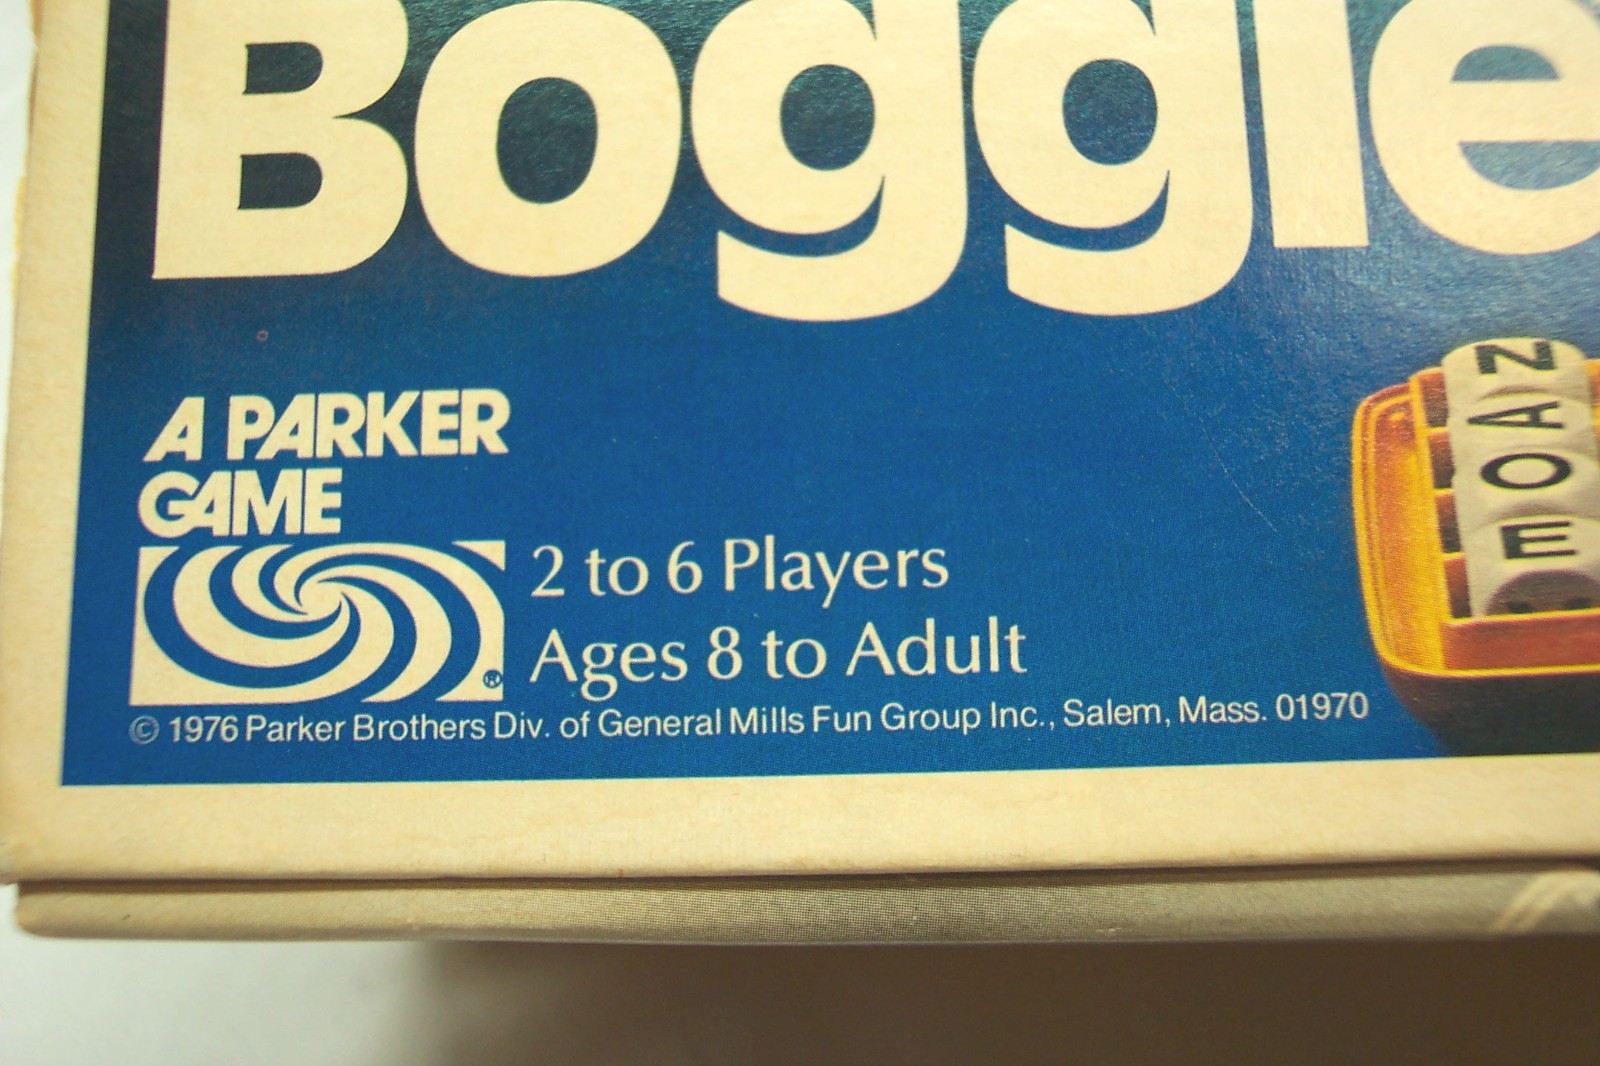 Boggle
A PARKER
GAME
2 to 6 Players
Ages 8 to Adult
® 
© 1976 Parker Brothers Div. of General Mills Fun Group Inc., Salem, Mass. 01970
N
A
O
E